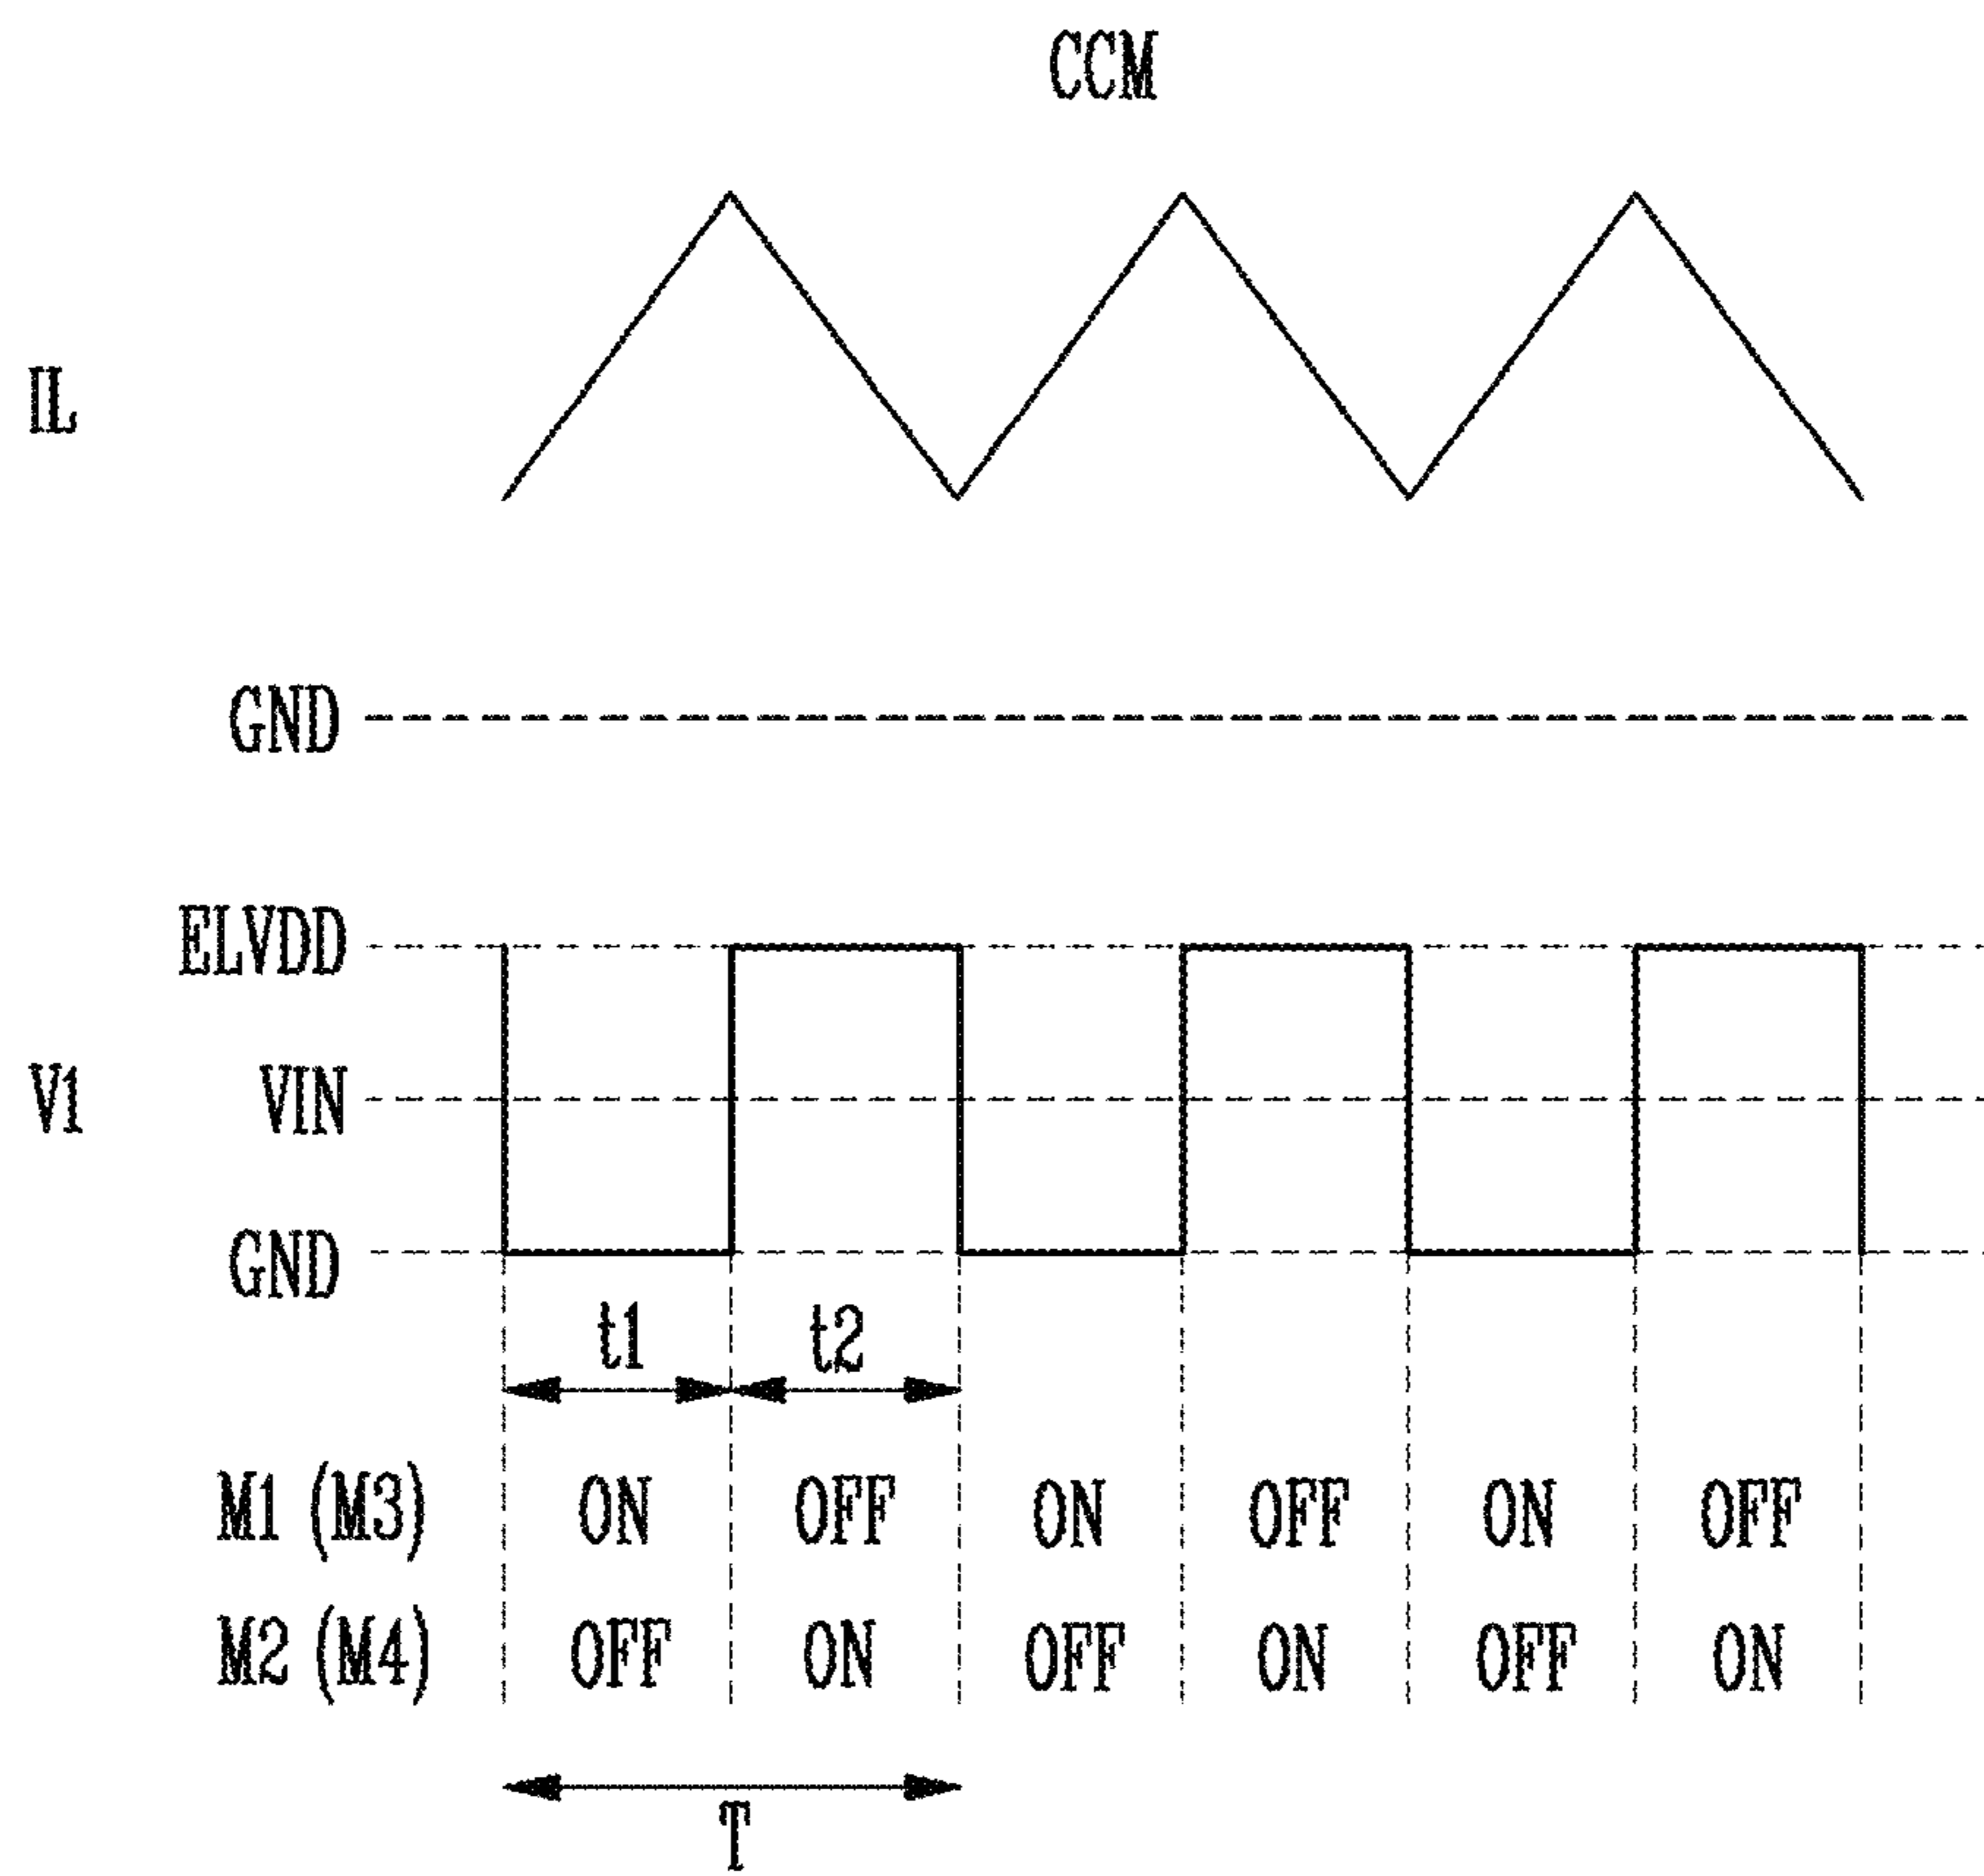 CCM
IL
GND
ELVDD
V1 VIN
GND
t1 t2
M1 (M3) ON OFF ON OFF ON OFF
M2 (M4) OFF ON OFF ON OFF ON
T